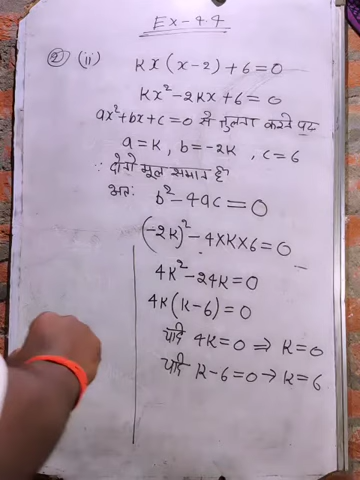 Ex-4.4
② (ii) Kx(x-2)+6=0
Kx²-2Kx+6=0
ax²+bx+c=0 से तुलना करने पर
a=K, b=-2K, c=6
∵ दोनो मूल समान है
अतः b²-4ac=0
(-2K)²-4×K×6=0
4K²-24K=0
4K(K-6)=0
यदि 4K=0 ⇒ K=0
यदि K-6=0 → K=6